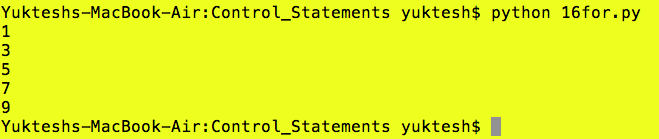 Yukteshs-MacBook-Air:Control_Statements yuktesh$ python 16for.py
1
3
5
7
9
Yukteshs-MacBook-Air:Control_Statements yuktesh$